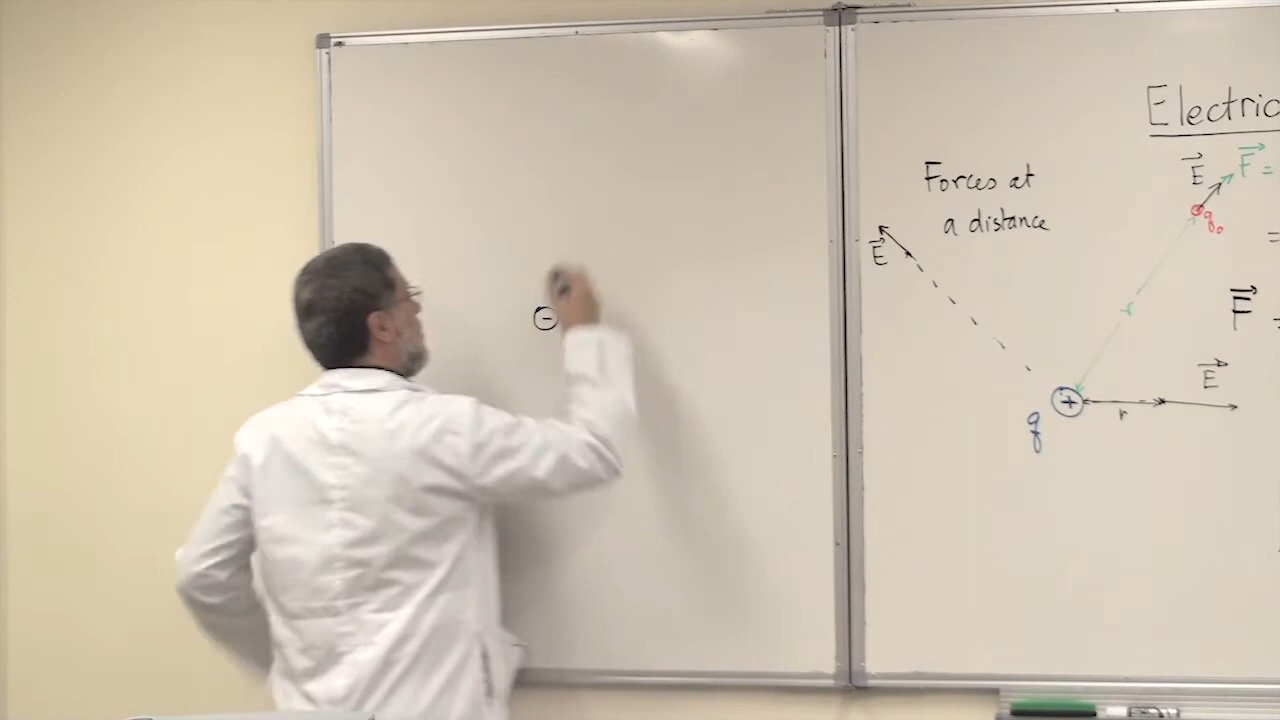 ⊖
Electric
Forces at
a distance
E
F =
q₀
E
=
r
F
E
+
r
q